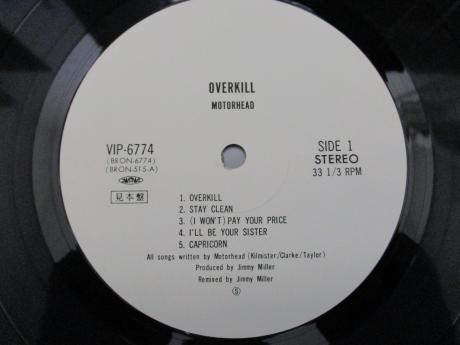 OVERKILL
MOTORHEAD
VIP-6774
(BRON-6774)
(BRON-515-A)
見本盤
SIDE 1
STEREO
33 1/3 RPM
1. OVERKILL
2. STAY CLEAN
3. (I WON'T) PAY YOUR PRICE
4. I'LL BE YOUR SISTER
5. CAPRICORN
All songs written by Motorhead (Kilmister/Clarke/Taylor)
Produced by Jimmy Miller
Remixed by Jimmy Miller
Ⓢ